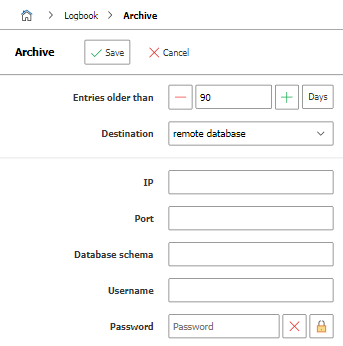 Logbook Archive
Archive Save Cancel
Entries older than 90 Days
Destination remote database
IP
Port
Database schema
Username
Password Password